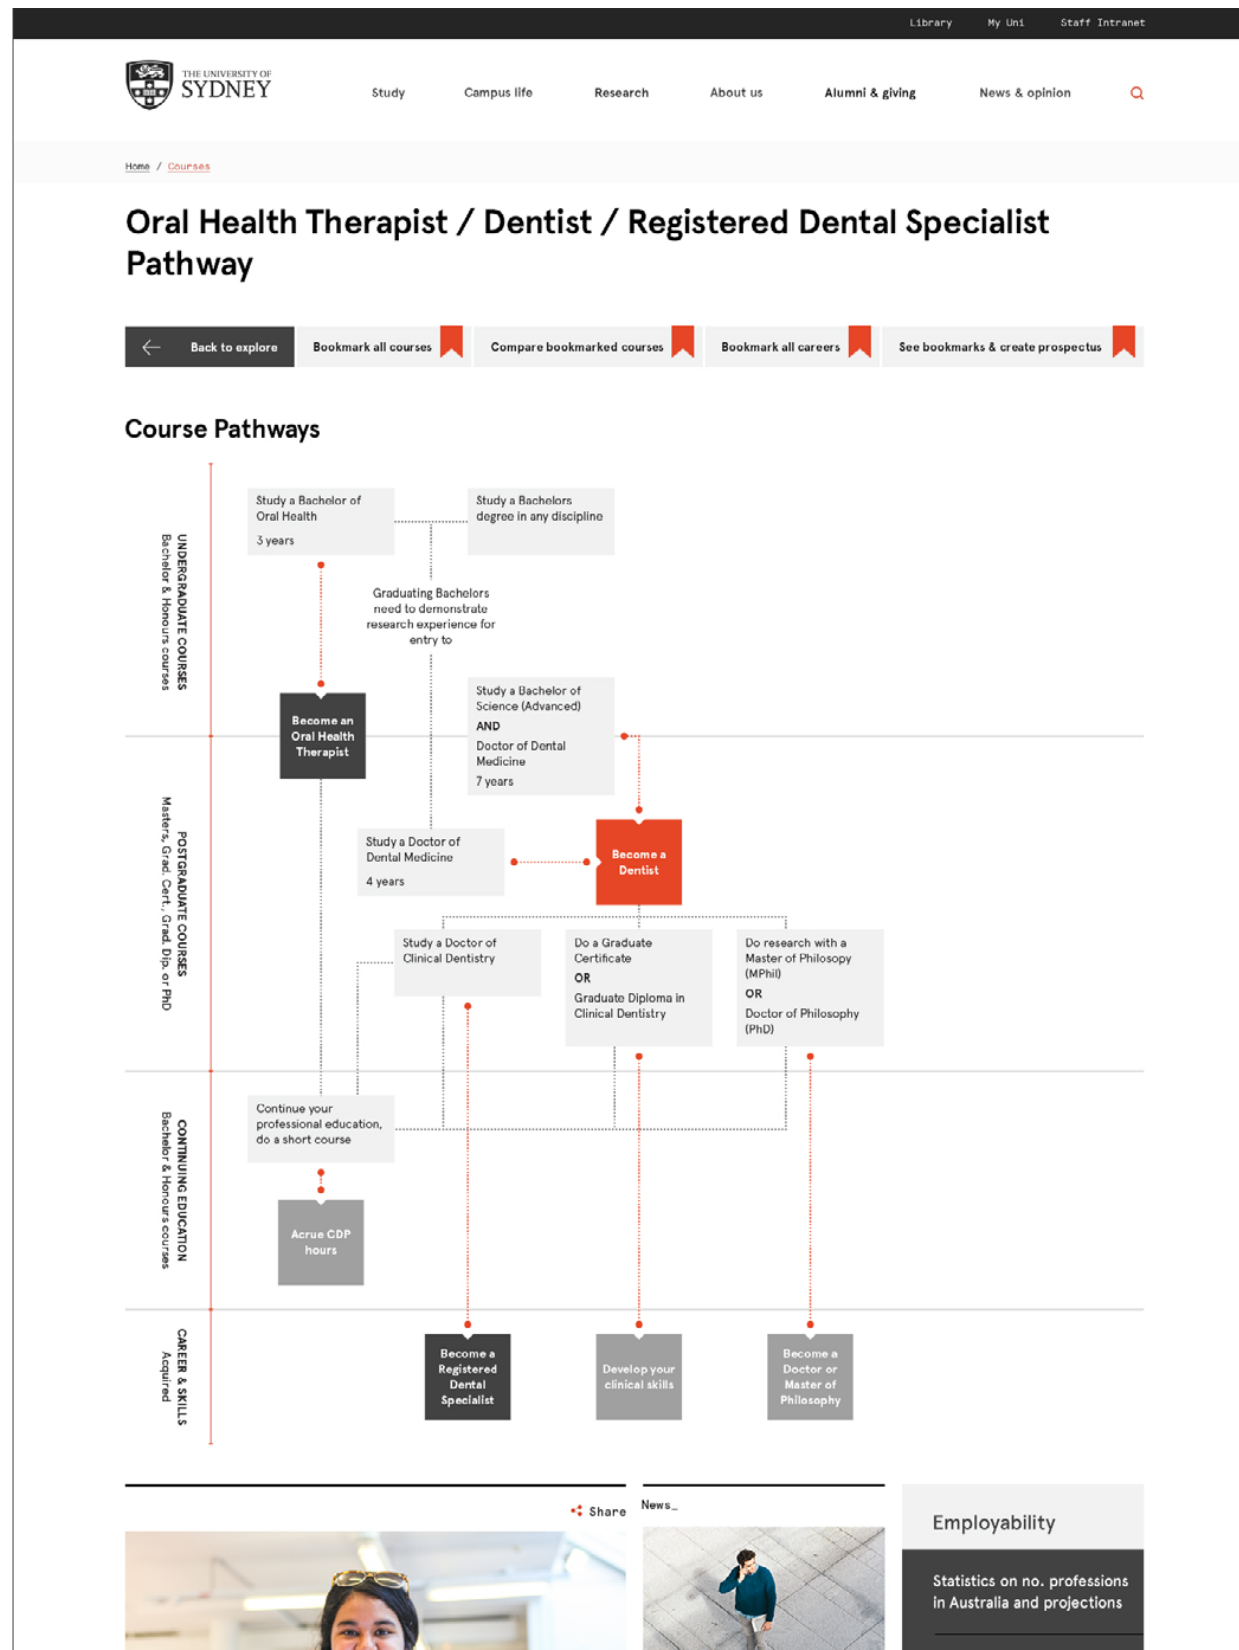 Library My Uni Staff Intranet
THE UNIVERSITY OF
SYDNEY
Study Campus life Research About us Alumni & giving News & opinion
Home / Courses
Oral Health Therapist / Dentist / Registered Dental Specialist
Pathway
Back to explore Bookmark all courses Compare bookmarked courses Bookmark all careers See bookmarks & create prospectus
Course Pathways
UNDERGRADUATE COURSES
Bachelor & Honours courses
Study a Bachelor of
Oral Health
3 years
Study a Bachelors
degree in any discipline
Graduating Bachelors
need to demonstrate
research experience for
entry to
Become an
Oral Health
Therapist
Study a Bachelor of
Science (Advanced)
AND
Doctor of Dental
Medicine
7 years
POSTGRADUATE COURSES
Masters, Grad. Cert., Grad. Dip. or PhD
Study a Doctor of
Dental Medicine
4 years
Become a
Dentist
Study a Doctor of
Clinical Dentistry
Do a Graduate
Certificate
OR
Graduate Diploma in
Clinical Dentistry
Do research with a
Master of Philosopy
(MPhil)
OR
Doctor of Philosophy
(PhD)
CONTINUING EDUCATION
Bachelor & Honours courses
Continue your
professional education,
do a short course
Acrue CDP
hours
CAREER & SKILLS
Acquired
Become a
Registered
Dental
Specialist
Develop your
clinical skills
Become a
Doctor or
Master of
Philosophy
Share
News_
Employability
Statistics on no. professions
in Australia and projections